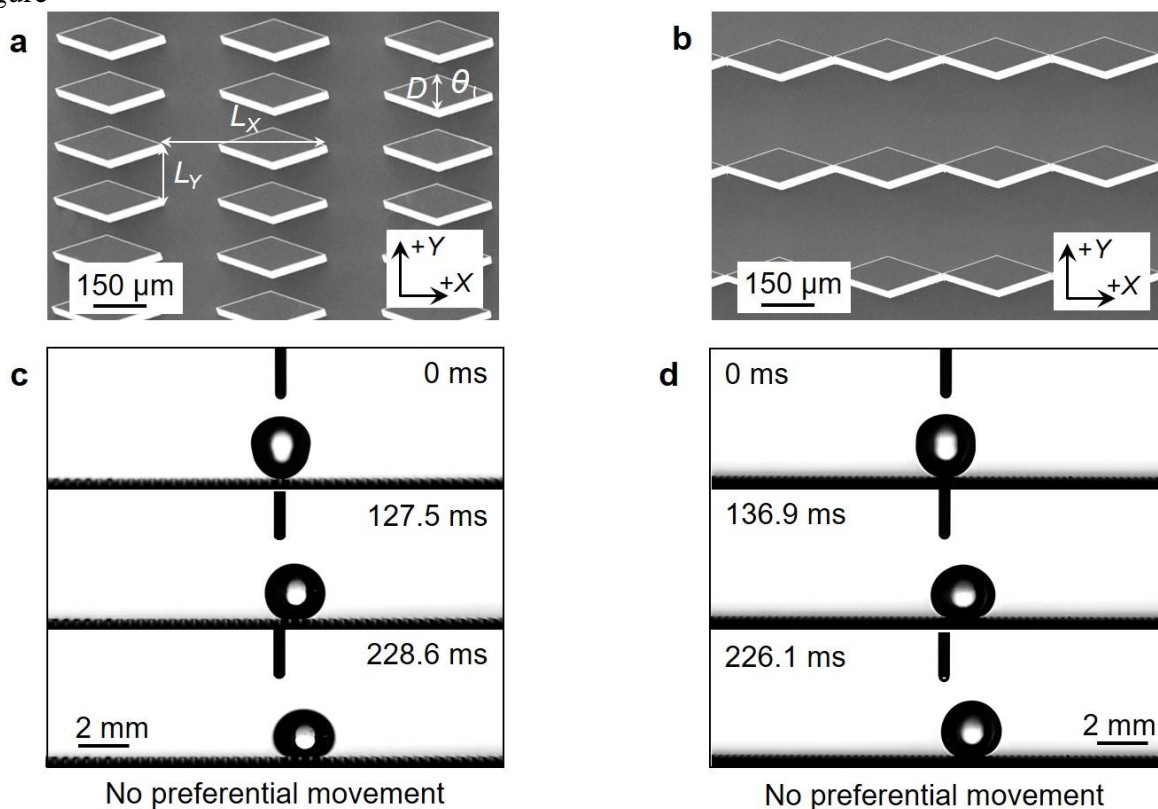 gure
a
D
θ
L_X
L_Y
150 µm
+Y
+X
b
150 µm
+Y
+X
c
0 ms
127.5 ms
228.6 ms
2 mm
No preferential movement
d
0 ms
136.9 ms
226.1 ms
2 mm
No preferential movement